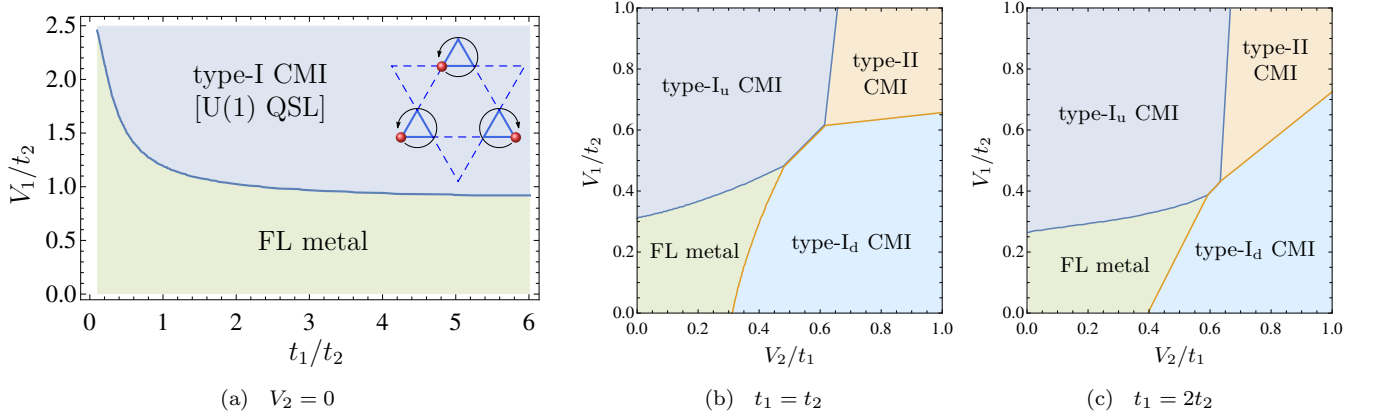 2.5
2.0
1.5
1.0
0.5
0.0
V₁/t₂
type-I CMI
[U(1) QSL]
FL metal
0 1 2 3 4 5 6
t₁/t₂
(a) V₂ = 0
1.0
0.8
0.6
0.4
0.2
0.0
V₁/t₂
type-Iᵤ CMI
type-II
CMI
FL metal
type-I_d CMI
0.0 0.2 0.4 0.6 0.8 1.0
V₂/t₁
(b) t₁ = t₂
1.0
0.8
0.6
0.4
0.2
0.0
V₁/t₂
type-II
CMI
type-Iᵤ CMI
type-I_d CMI
FL metal
0.0 0.2 0.4 0.6 0.8 1.0
V₂/t₁
(c) t₁ = 2t₂